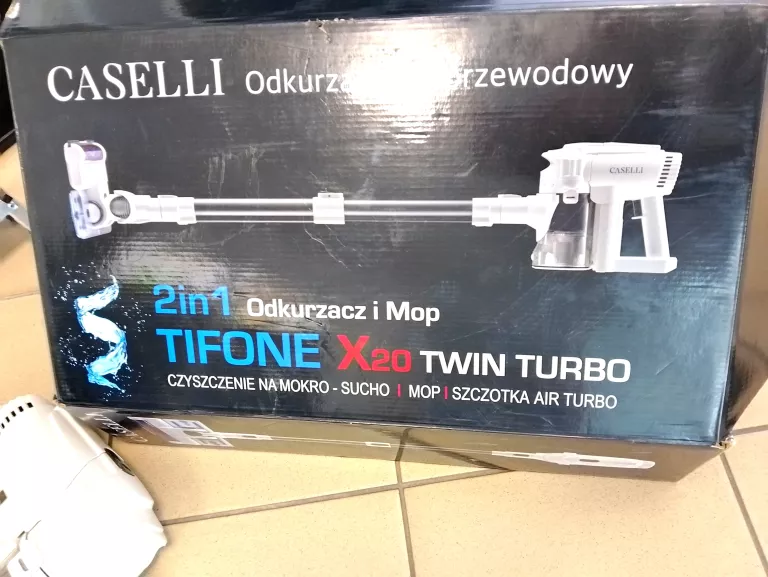 CASELLI
CASELLI
2in1 Odkurzacz i Mop
TIFONE X20 TWIN TURBO
CZYSZCZENIE NA MOKRO - SUCHO | MOP | SZCZOTKA AIR TURBO